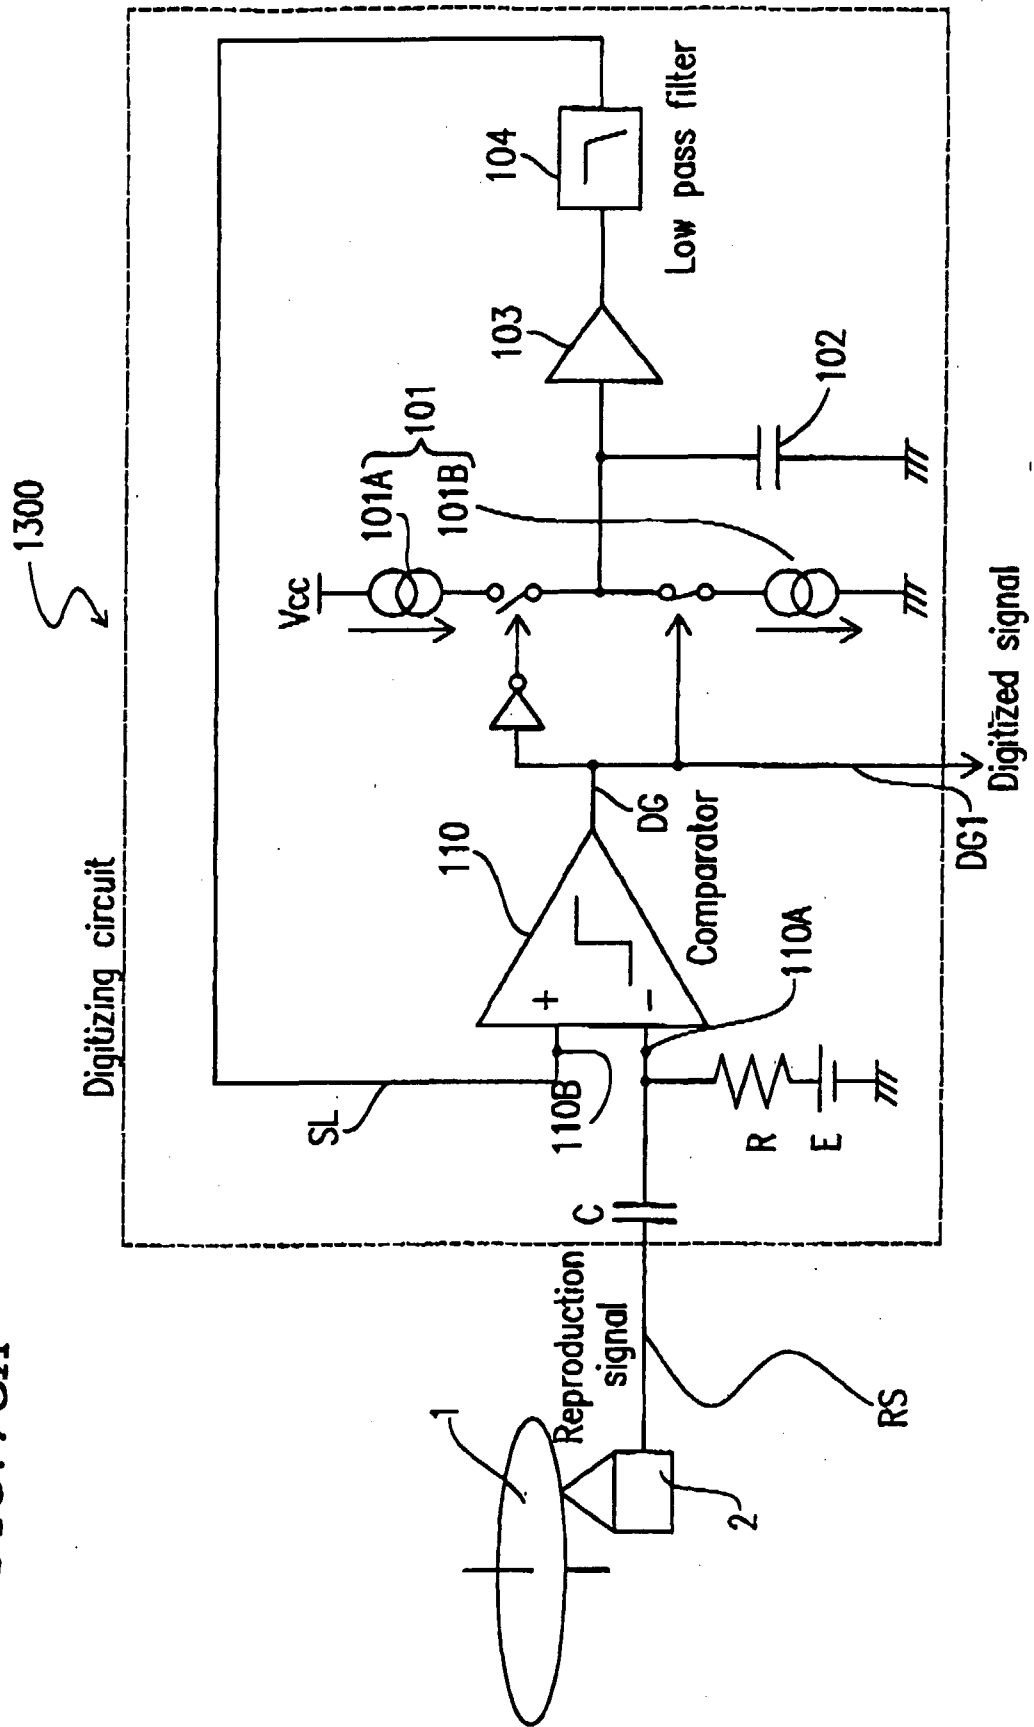 1300
Digitizing circuit
SL
110
110B
110A
+
-
Comparator
DG
DG1
Digitized signal
Vcc
101A
101B
101
102
103
104
Low pass filter
C
R
E
Reproduction
signal
RS
1
2